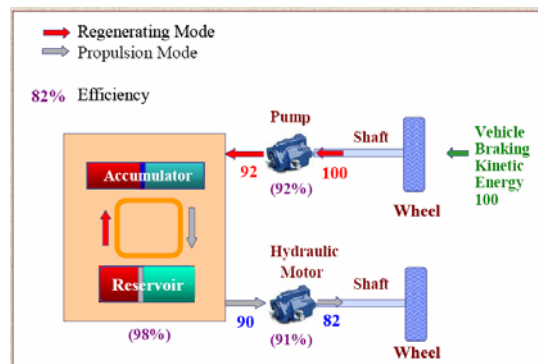 Regenerating Mode
Propulsion Mode
82% Efficiency
Pump
Shaft
Vehicle
Braking
Kinetic
Energy
100
92
100
(92%)
Wheel
Accumulator
Hydraulic
Motor
Shaft
Reservoir
90
82
(98%)
(91%)
Wheel